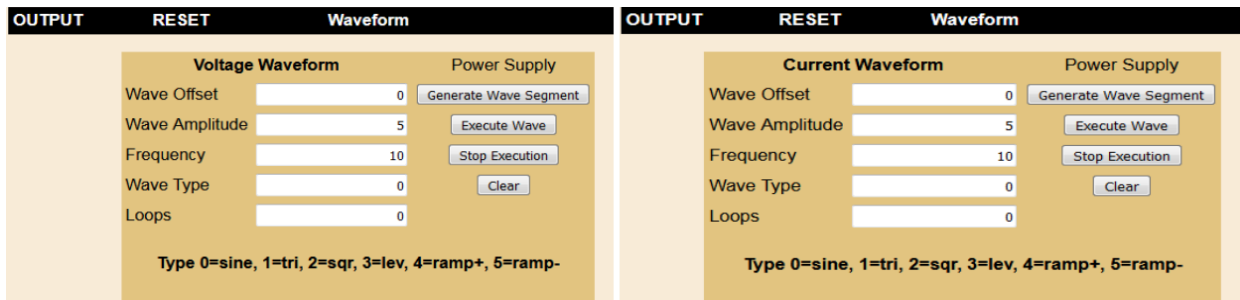 OUTPUT RESET Waveform
Voltage Waveform Power Supply
Wave Offset 0 Generate Wave Segment
Wave Amplitude 5 Execute Wave
Frequency 10 Stop Execution
Wave Type 0 Clear
Loops 0
Type 0=sine, 1=tri, 2=sqr, 3=lev, 4=ramp+, 5=ramp-
OUTPUT RESET Waveform
Current Waveform Power Supply
Wave Offset 0 Generate Wave Segment
Wave Amplitude 5 Execute Wave
Frequency 10 Stop Execution
Wave Type 0 Clear
Loops 0
Type 0=sine, 1=tri, 2=sqr, 3=lev, 4=ramp+, 5=ramp-